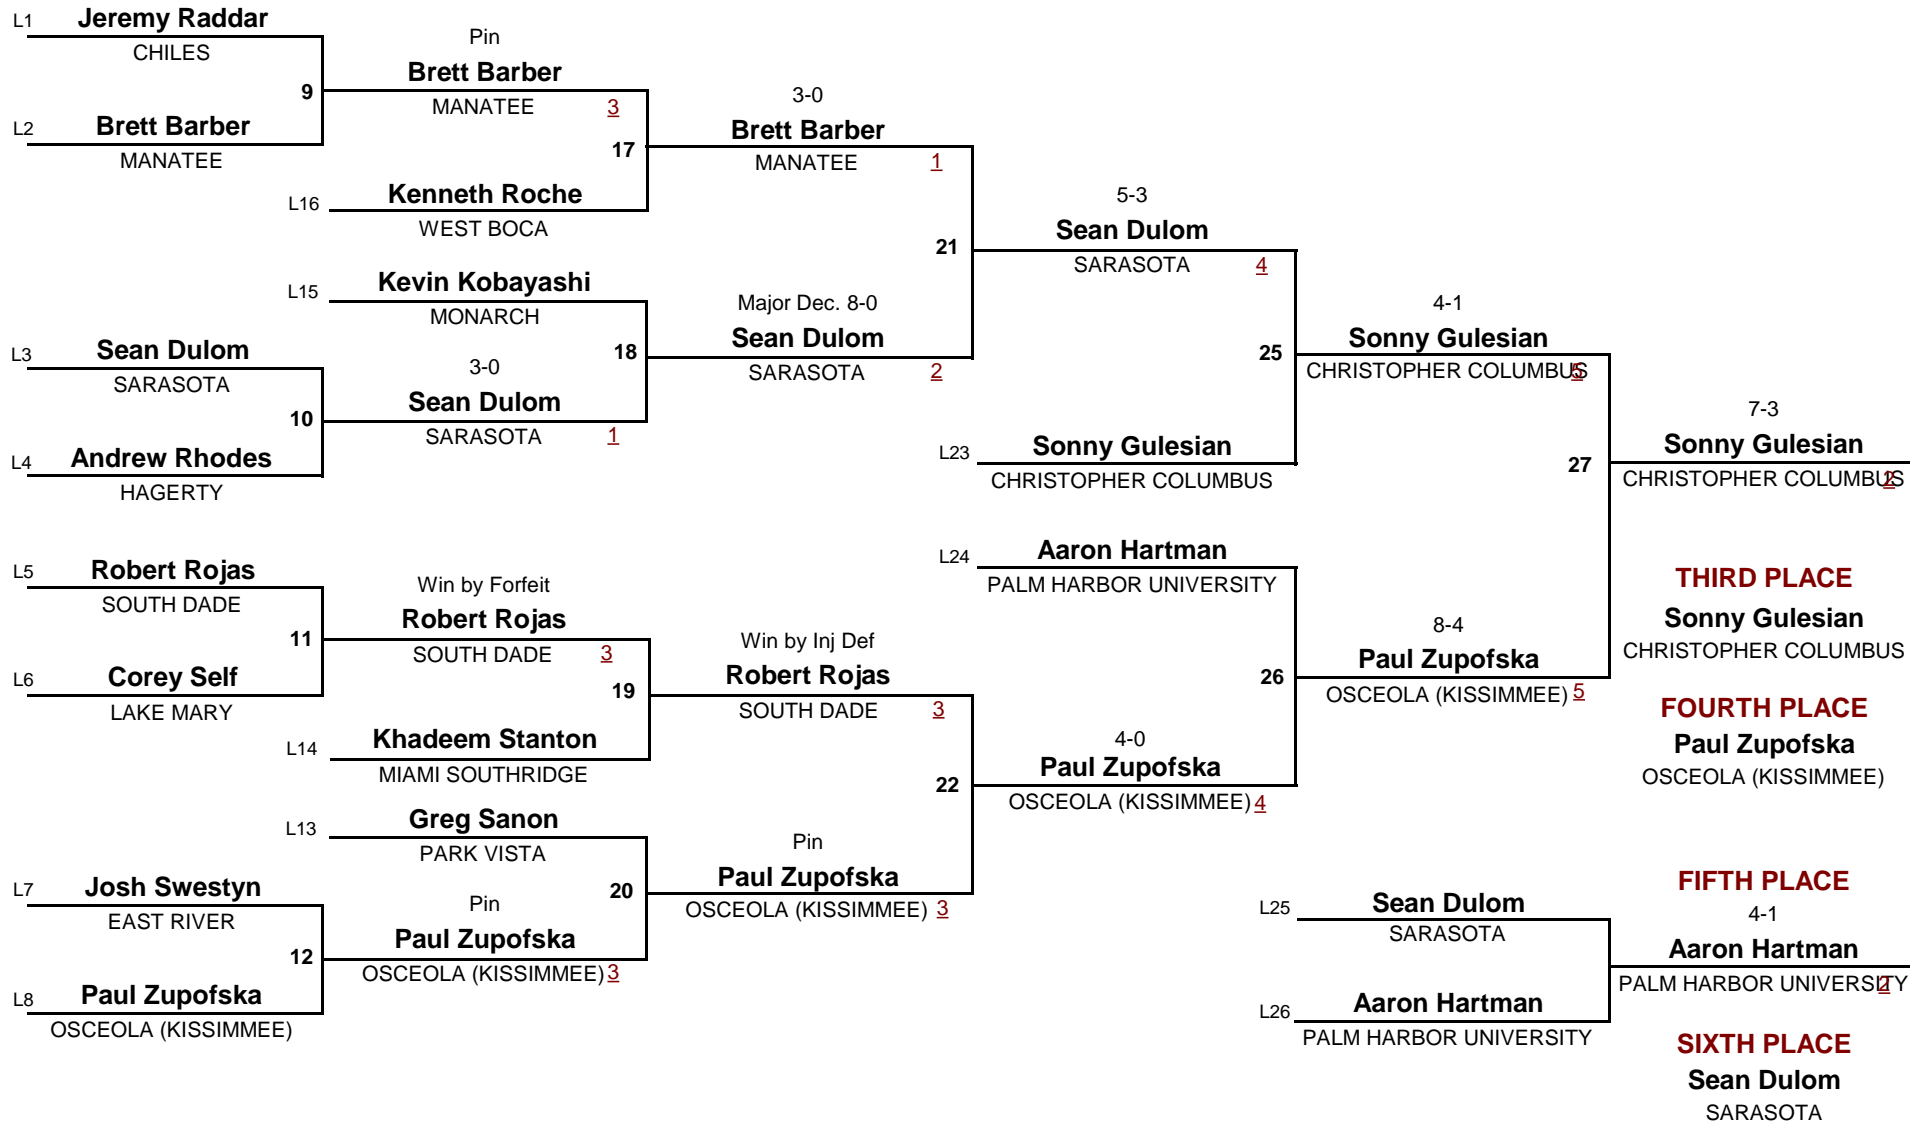 L1 Jeremy Raddar
CHILES
9
L2 Brett Barber
MANATEE
Pin
Brett Barber
MANATEE 3
17
L16 Kenneth Roche
WEST BOCA
3-0
Brett Barber
MANATEE 1
L15 Kevin Kobayashi
MONARCH
18
L3 Sean Dulom
SARASOTA
10
L4 Andrew Rhodes
HAGERTY
3-0
Sean Dulom
SARASOTA 1
Major Dec. 8-0
Sean Dulom
SARASOTA 2
21
5-3
Sean Dulom
SARASOTA 4
25
L23 Sonny Gulesian
CHRISTOPHER COLUMBUS
4-1
Sonny Gulesian
CHRISTOPHER COLUMBUS 5
27
7-3
Sonny Gulesian
CHRISTOPHER COLUMBUS 2
L5 Robert Rojas
SOUTH DADE
11
L6 Corey Self
LAKE MARY
Win by Forfeit
Robert Rojas
SOUTH DADE 3
19
L14 Khadeem Stanton
MIAMI SOUTHRIDGE
Win by Inj Def
Robert Rojas
SOUTH DADE 3
22
L13 Greg Sanon
PARK VISTA
20
L7 Josh Swestyn
EAST RIVER
12
L8 Paul Zupofska
OSCEOLA (KISSIMMEE)
Pin
Paul Zupofska
OSCEOLA (KISSIMMEE) 3
Pin
Paul Zupofska
OSCEOLA (KISSIMMEE) 3
L24 Aaron Hartman
PALM HARBOR UNIVERSITY
26
4-0
Paul Zupofska
OSCEOLA (KISSIMMEE) 4
8-4
Paul Zupofska
OSCEOLA (KISSIMMEE) 5
THIRD PLACE
Sonny Gulesian
CHRISTOPHER COLUMBUS
FOURTH PLACE
Paul Zupofska
OSCEOLA (KISSIMMEE)
L25 Sean Dulom
SARASOTA
L26 Aaron Hartman
PALM HARBOR UNIVERSITY
FIFTH PLACE
4-1
Aaron Hartman
PALM HARBOR UNIVERSITY 2
SIXTH PLACE
Sean Dulom
SARASOTA